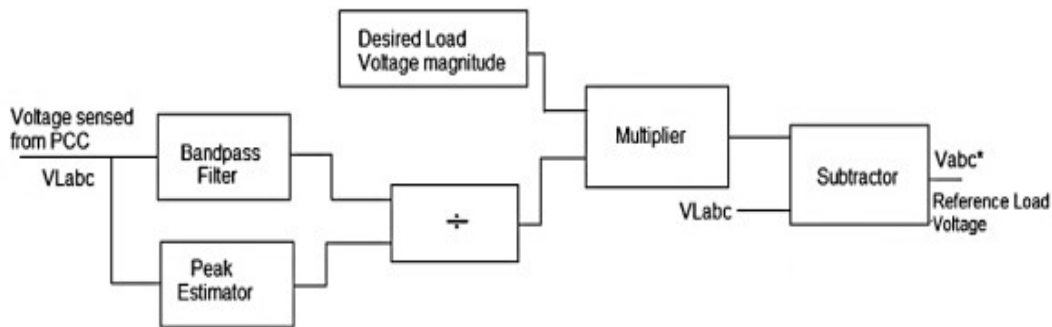 Desired Load
Voltage magnitude
Voltage sensed
from PCC
VLabc
Bandpass
Filter
Peak
Estimator
÷
Multiplier
VLabc
Subtractor
Vabc*
Reference Load
Voltage